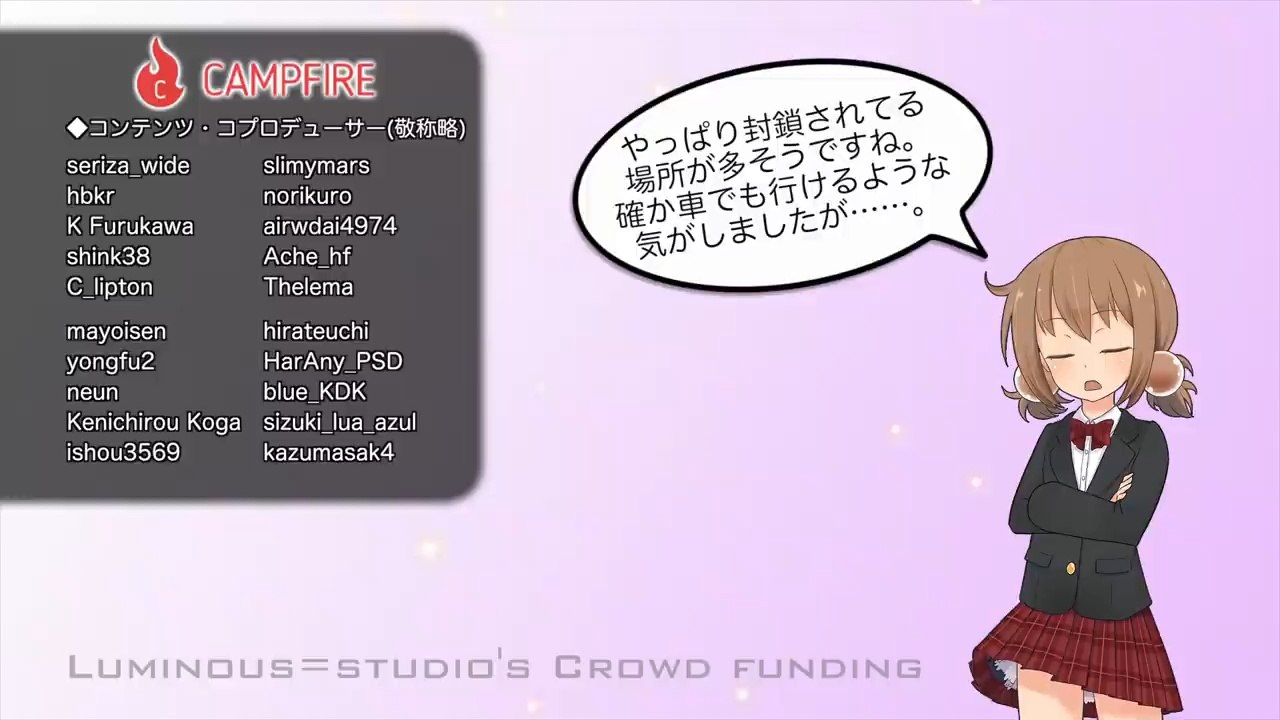 CAMPFIRE
◆コンテンツ・コプロデューサー(敬称略)
seriza_wide slimymars
hbkr norikuro
K Furukawa airwdai4974
shink38 Ache_hf
C_lipton Thelema
mayoisen hirateuchi
yongfu2 HarAny_PSD
neun blue_KDK
Kenichirou Koga sizuki_lua_azul
ishou3569 kazumasak4
やっぱり封鎖されてる
場所が多そうですね。
確か車でも行けるような
気がしましたが……。
Luminous=studio's Crowd funding